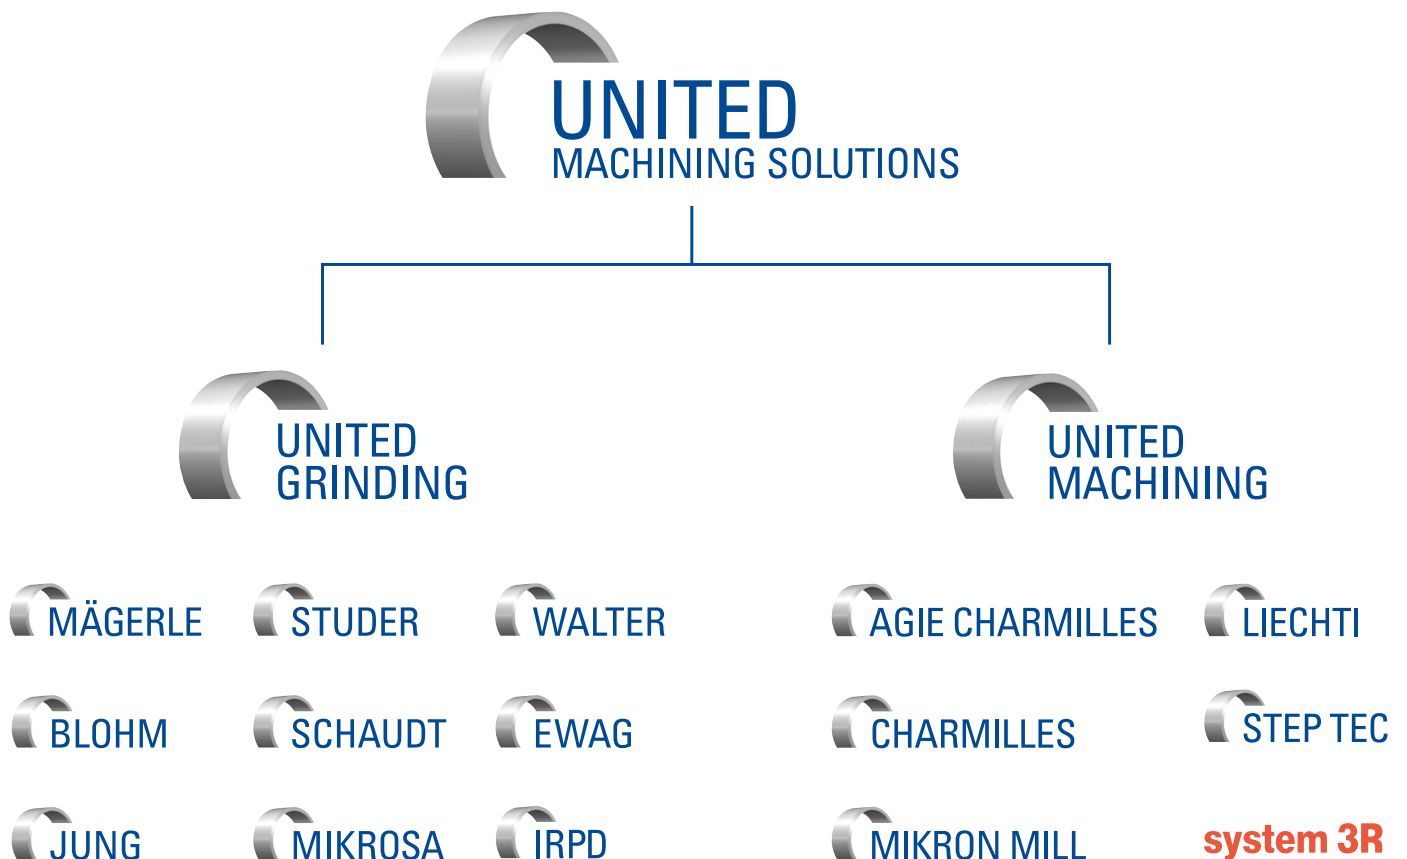 UNITED
MACHINING SOLUTIONS
UNITED
GRINDING
UNITED
MACHINING
MÄGERLE
STUDER
WALTER
AGIE CHARMILLES
LIECHTI
BLOHM
SCHAUDT
EWAG
CHARMILLES
STEP TEC
JUNG
MIKROSA
IRPD
MIKRON MILL
system 3R